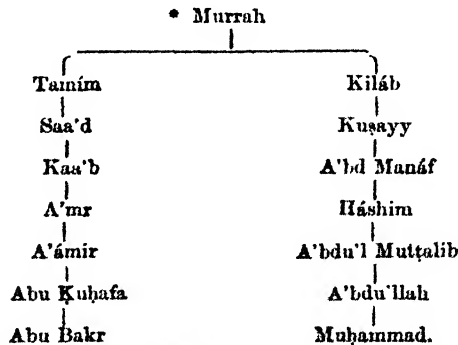 * Murrah
Tamím Kiláb
Saa'd Kuṣayy
Kaa'b A'bd Manáf
A'mr Háshim
A'ámir A'bdu'l Muṭṭalib
Abu Ḳuḥafa A'bdu'llah
Abu Bakr Muḥammad.